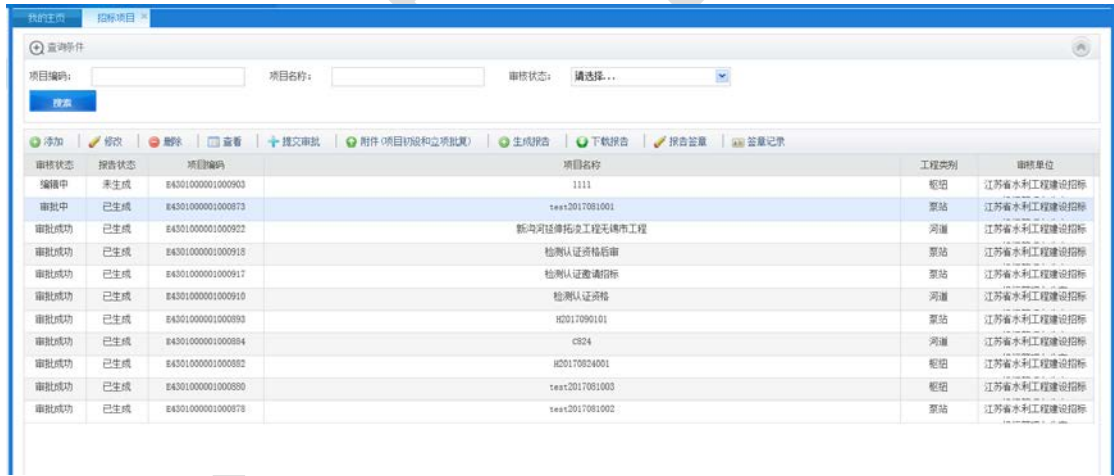 我的主页 招标项目
查询条件
项目编码： 项目名称： 审核状态： 请选择...
搜索
添加 修改 删除 查看 提交审批 附件(项目初设和立项批复) 生成报告 下载报告 报告签章 签章记录
审核状态 报告状态 项目编码 项目名称 工程类别 审核单位
编辑中 未生成 E4301000001000903 1111 枢纽 江苏省水利工程建设招标
审批中 已生成 E4301000001000873 test2017081001 泵站 江苏省水利工程建设招标
审批成功 已生成 E4301000001000922 新沟河延伸拓浚工程无锡市工程 河道 江苏省水利工程建设招标
审批成功 已生成 E4301000001000918 检测认证资格后审 泵站 江苏省水利工程建设招标
审批成功 已生成 E4301000001000917 检测认证邀请招标 泵站 江苏省水利工程建设招标
审批成功 已生成 E4301000001000910 检测认证资格 河道 江苏省水利工程建设招标
审批成功 已生成 E4301000001000893 H2017090101 泵站 江苏省水利工程建设招标
审批成功 已生成 E4301000001000884 C824 河道 江苏省水利工程建设招标
审批成功 已生成 E4301000001000882 H20170824001 枢纽 江苏省水利工程建设招标
审批成功 已生成 E4301000001000880 test2017081003 枢纽 江苏省水利工程建设招标
审批成功 已生成 E4301000001000878 test2017081002 泵站 江苏省水利工程建设招标